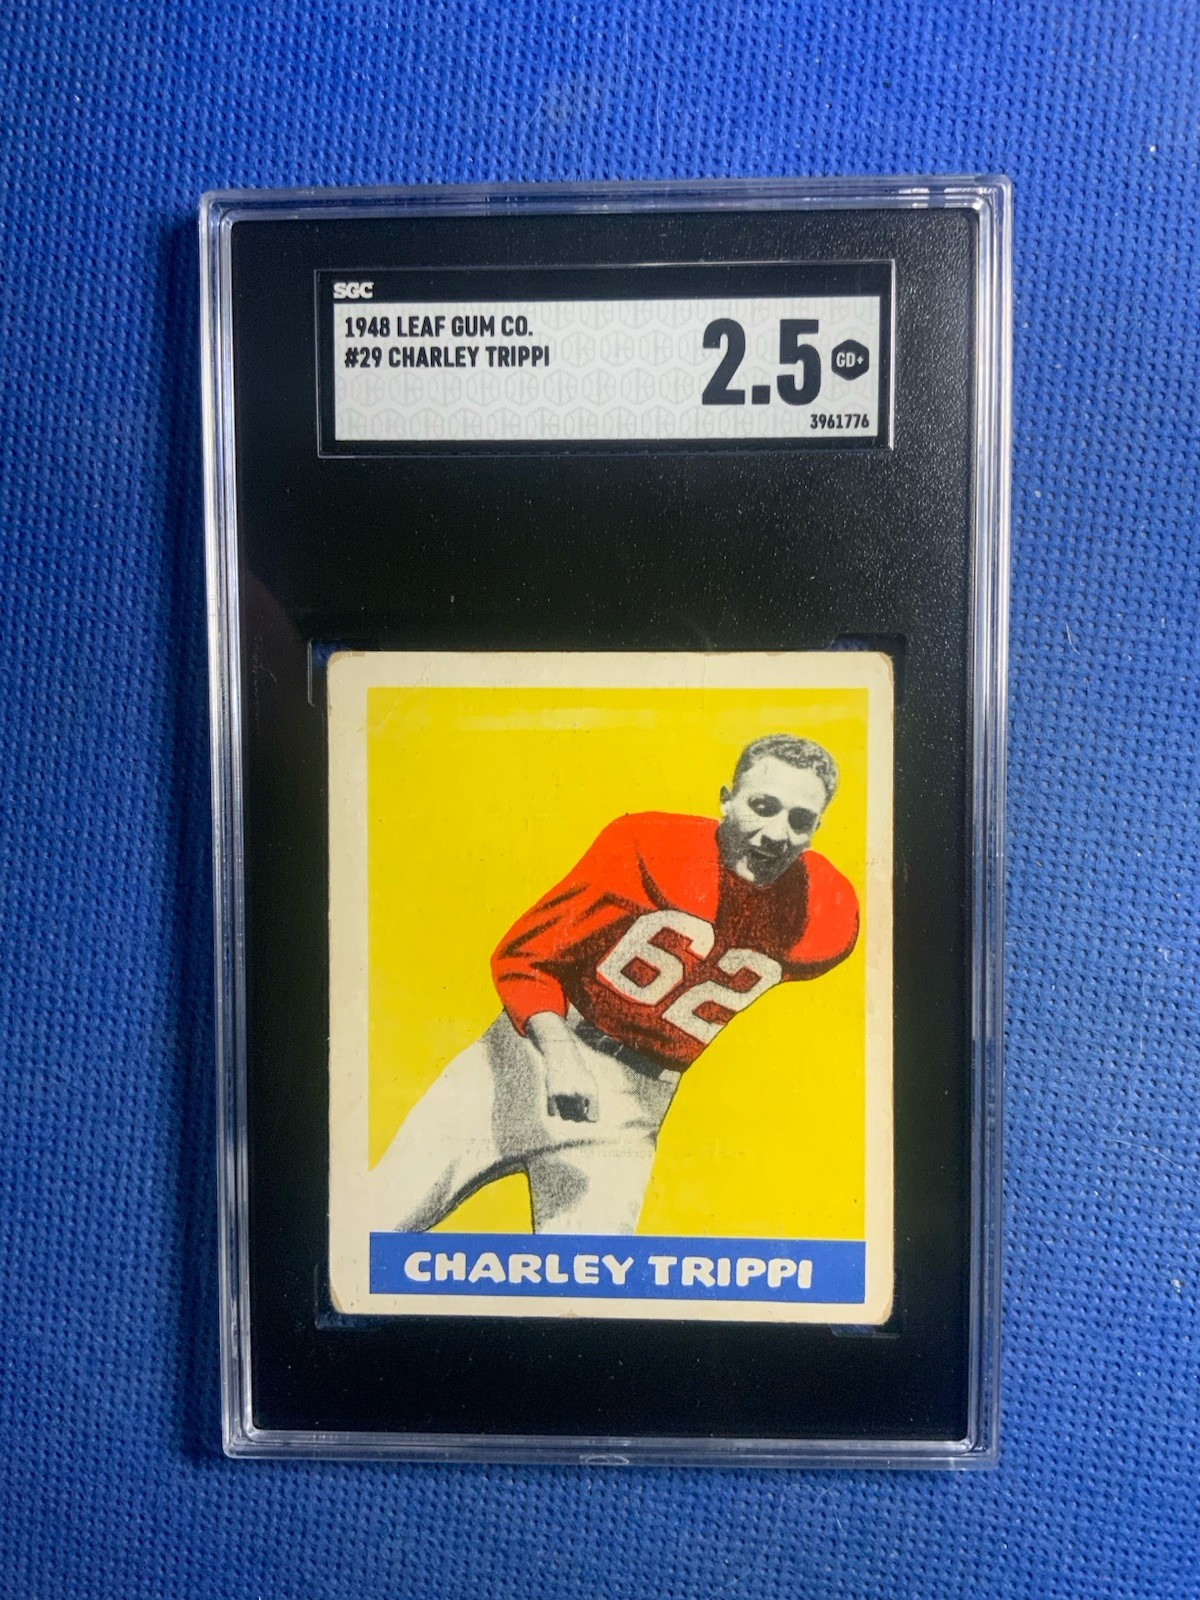 SGC
1948 LEAF GUM CO.
#29 CHARLEY TRIPPI
2.5 GD+
3961776
62
CHARLEY TRIPPI